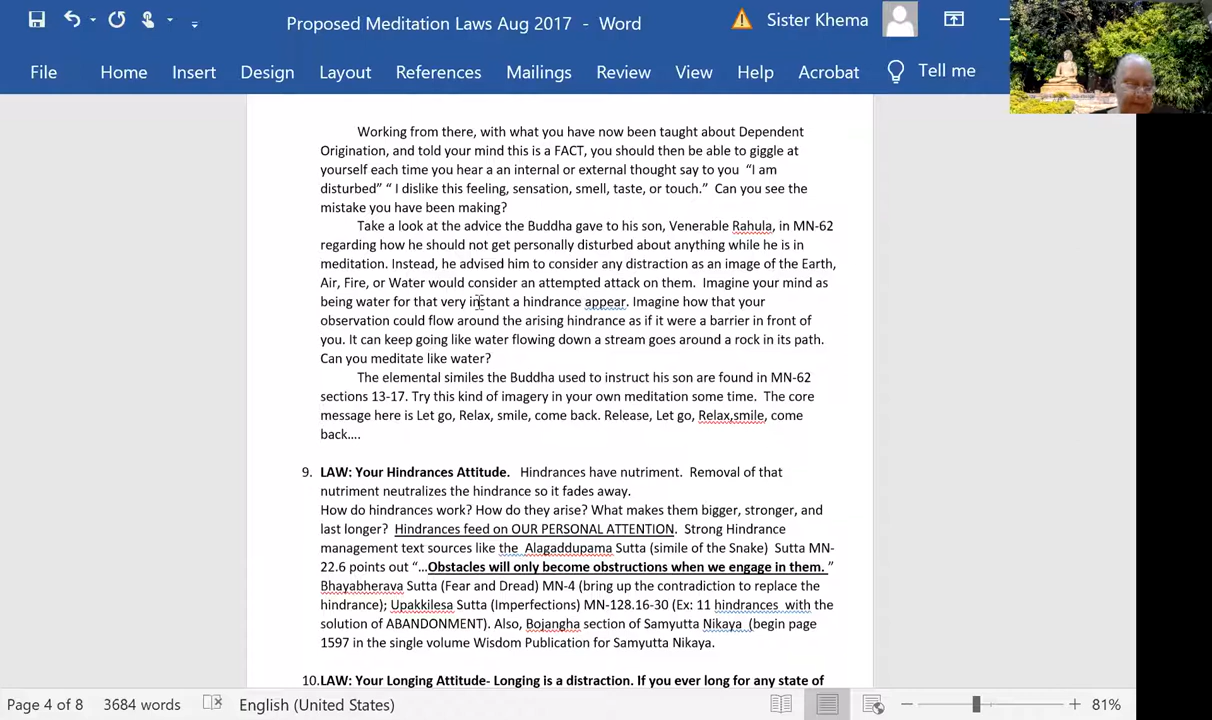 Proposed Meditation Laws Aug 2017 - Word
Sister Khema
File Home Insert Design Layout References Mailings Review View Help Acrobat Tell me
Working from there, with what you have now been taught about Dependent
Origination, and told your mind this is a FACT, you should then be able to giggle at
yourself each time you hear a an internal or external thought say to you “I am
disturbed” “ I dislike this feeling, sensation, smell, taste, or touch.” Can you see the
mistake you have been making?
Take a look at the advice the Buddha gave to his son, Venerable Rahula, in MN-62
regarding how he should not get personally disturbed about anything while he is in
meditation. Instead, he advised him to consider any distraction as an image of the Earth,
Air, Fire, or Water would consider an attempted attack on them. Imagine your mind as
being water for that very instant a hindrance appear. Imagine how that your
observation could flow around the arising hindrance as if it were a barrier in front of
you. It can keep going like water flowing down a stream goes around a rock in its path.
Can you meditate like water?
The elemental similes the Buddha used to instruct his son are found in MN-62
sections 13-17. Try this kind of imagery in your own meditation some time. The core
message here is Let go, Relax, smile, come back. Release, Let go, Relax,smile, come
back....
9. LAW: Your Hindrances Attitude. Hindrances have nutriment. Removal of that
nutriment neutralizes the hindrance so it fades away.
How do hindrances work? How do they arise? What makes them bigger, stronger, and
last longer? Hindrances feed on OUR PERSONAL ATTENTION. Strong Hindrance
management text sources like the Alagaddupama Sutta (simile of the Snake) Sutta MN-
22.6 points out “...Obstacles will only become obstructions when we engage in them. ”
Bhayabherava Sutta (Fear and Dread) MN-4 (bring up the contradiction to replace the
hindrance); Upakkilesa Sutta (Imperfections) MN-128.16-30 (Ex: 11 hindrances with the
solution of ABANDONMENT). Also, Bojangha section of Samyutta Nikaya (begin page
1597 in the single volume Wisdom Publication for Samyutta Nikaya.
10.LAW: Your Longing Attitude- Longing is a distraction. If you ever long for any state of
Page 4 of 8 3684 words English (United States) 81%